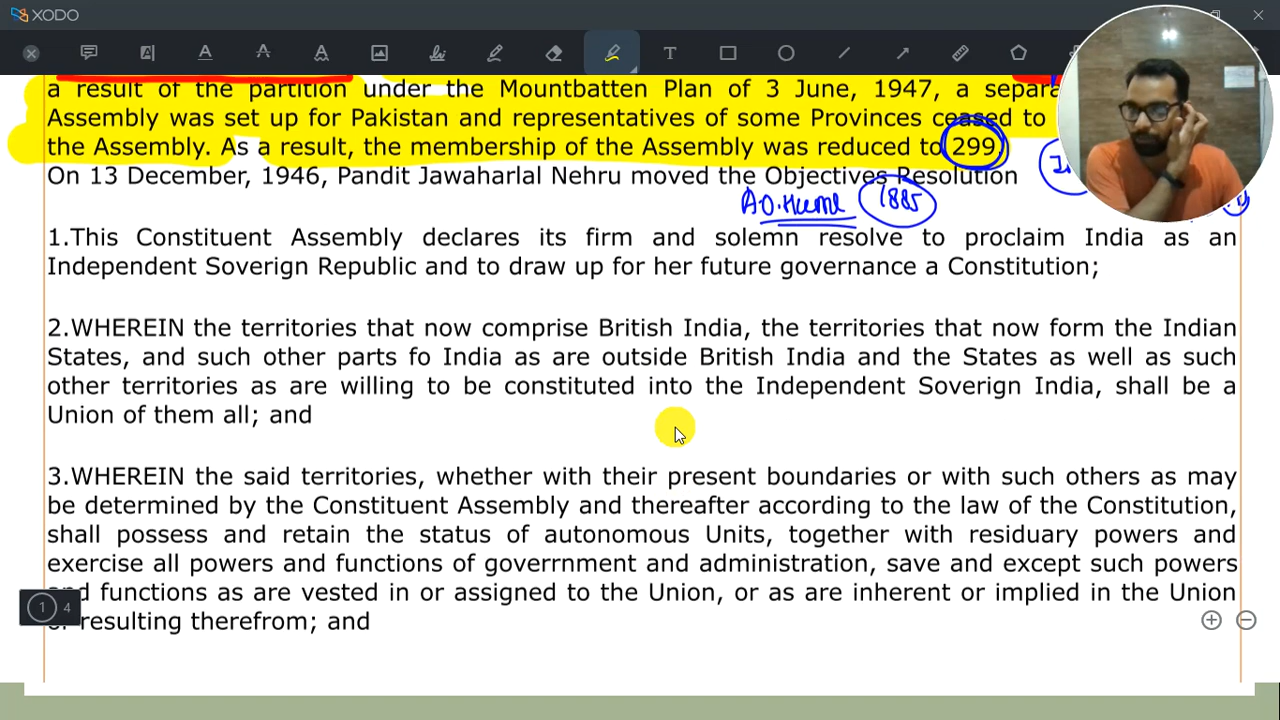 XODO
a result of the partition under the Mountbatten Plan of 3 June, 1947, a
Assembly was set up for Pakistan and representatives of some Provinces ceased to
the Assembly. As a result, the membership of the Assembly was reduced to 299
On 13 December, 1946, Pandit Jawaharlal Nehru moved the Objectives Resolution
A.O.Hume 1885
1.This Constituent Assembly declares its firm and solemn resolve to proclaim India as an
Independent Soverign Republic and to draw up for her future governance a Constitution;
2.WHEREIN the territories that now comprise British India, the territories that now form the Indian
States, and such other parts fo India as are outside British India and the States as well as such
other territories as are willing to be constituted into the Independent Soverign India, shall be a
Union of them all; and
3.WHEREIN the said territories, whether with their present boundaries or with such others as may
be determined by the Constituent Assembly and thereafter according to the law of the Constitution,
shall possess and retain the status of autonomous Units, together with residuary powers and
exercise all powers and functions of goverrnment and administration, save and except such powers
functions as are vested in or assigned to the Union, or as are inherent or implied in the Union
1 4
resulting therefrom; and